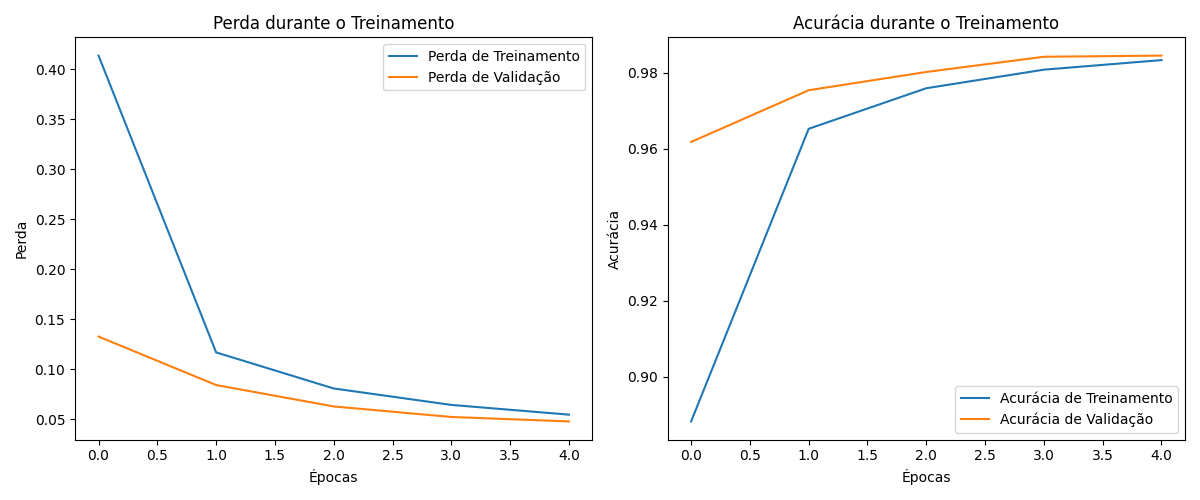 Perda durante o Treinamento
Perda de Treinamento
Perda de Validação
0.40
0.35
0.30
0.25
0.20
0.15
0.10
0.05
Perda
0.0 0.5 1.0 1.5 2.0 2.5 3.0 3.5 4.0
Épocas
Acurácia durante o Treinamento
0.98
0.96
0.94
0.92
0.90
Acurácia
Acurácia de Treinamento
Acurácia de Validação
0.0 0.5 1.0 1.5 2.0 2.5 3.0 3.5 4.0
Épocas